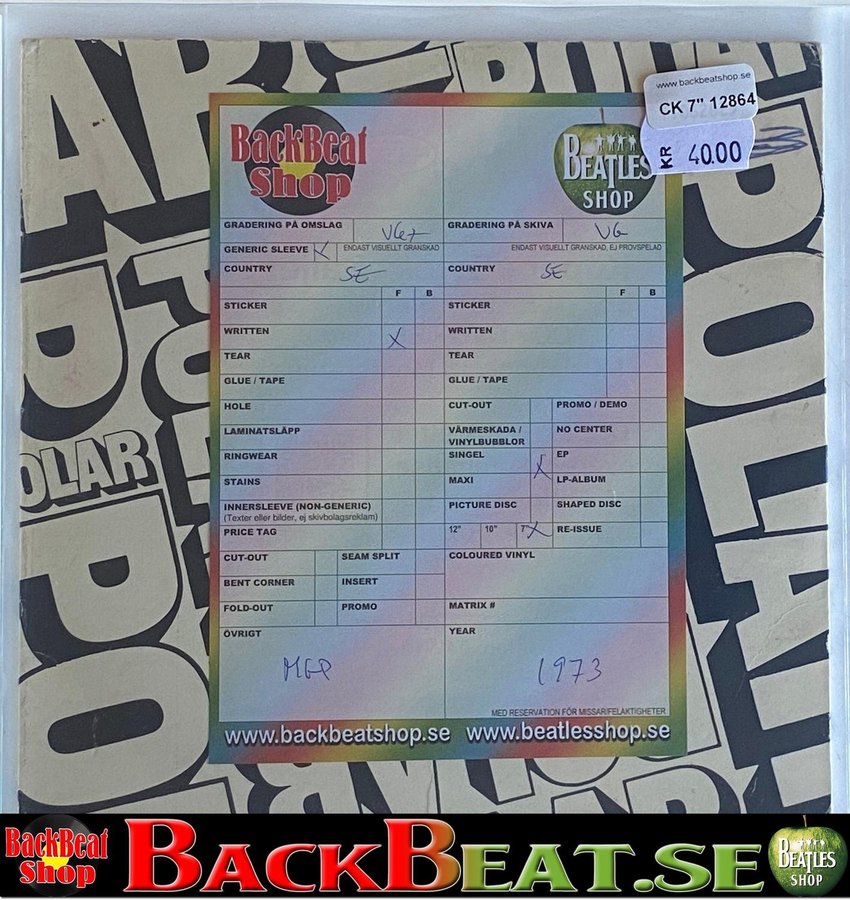 POLAR
www.backbeatshop.se
CK 7" 12864
KR 40.00
BackBeat Shop
BEATLES SHOP
GRADERING PÅ OMSLAG VG+
GRADERING PÅ SKIVA VG
GENERIC SLEEVE X ENDAST VISUELLT GRANSKAD
ENDAST VISUELLT GRANSKAD, EJ PROVSPELAD
COUNTRY SE
COUNTRY SE
F B
F B
STICKER
STICKER
WRITTEN X
WRITTEN
TEAR
TEAR
GLUE / TAPE
GLUE / TAPE
HOLE
CUT-OUT
PROMO / DEMO
LAMINATSLÄPP
VÄRMESKADA /
VINYLBUBBLOR
NO CENTER
RINGWEAR
SINGEL X
EP
STAINS
MAXI
LP-ALBUM
INNERSLEEVE (NON-GENERIC)
(Texter eller bilder, ej skivbolagsreklam)
PICTURE DISC
SHAPED DISC
PRICE TAG
12" 10" 7" X
RE-ISSUE
CUT-OUT
SEAM SPLIT
COLOURED VINYL
BENT CORNER
INSERT
FOLD-OUT
PROMO
MATRIX #
ÖVRIGT
YEAR
1973
MED RESERVATION FÖR MISSAR/FELAKTIGHETER
www.backbeatshop.se www.beatlesshop.se
BackBeat Shop
BACKBEAT.SE
BEATLES SHOP